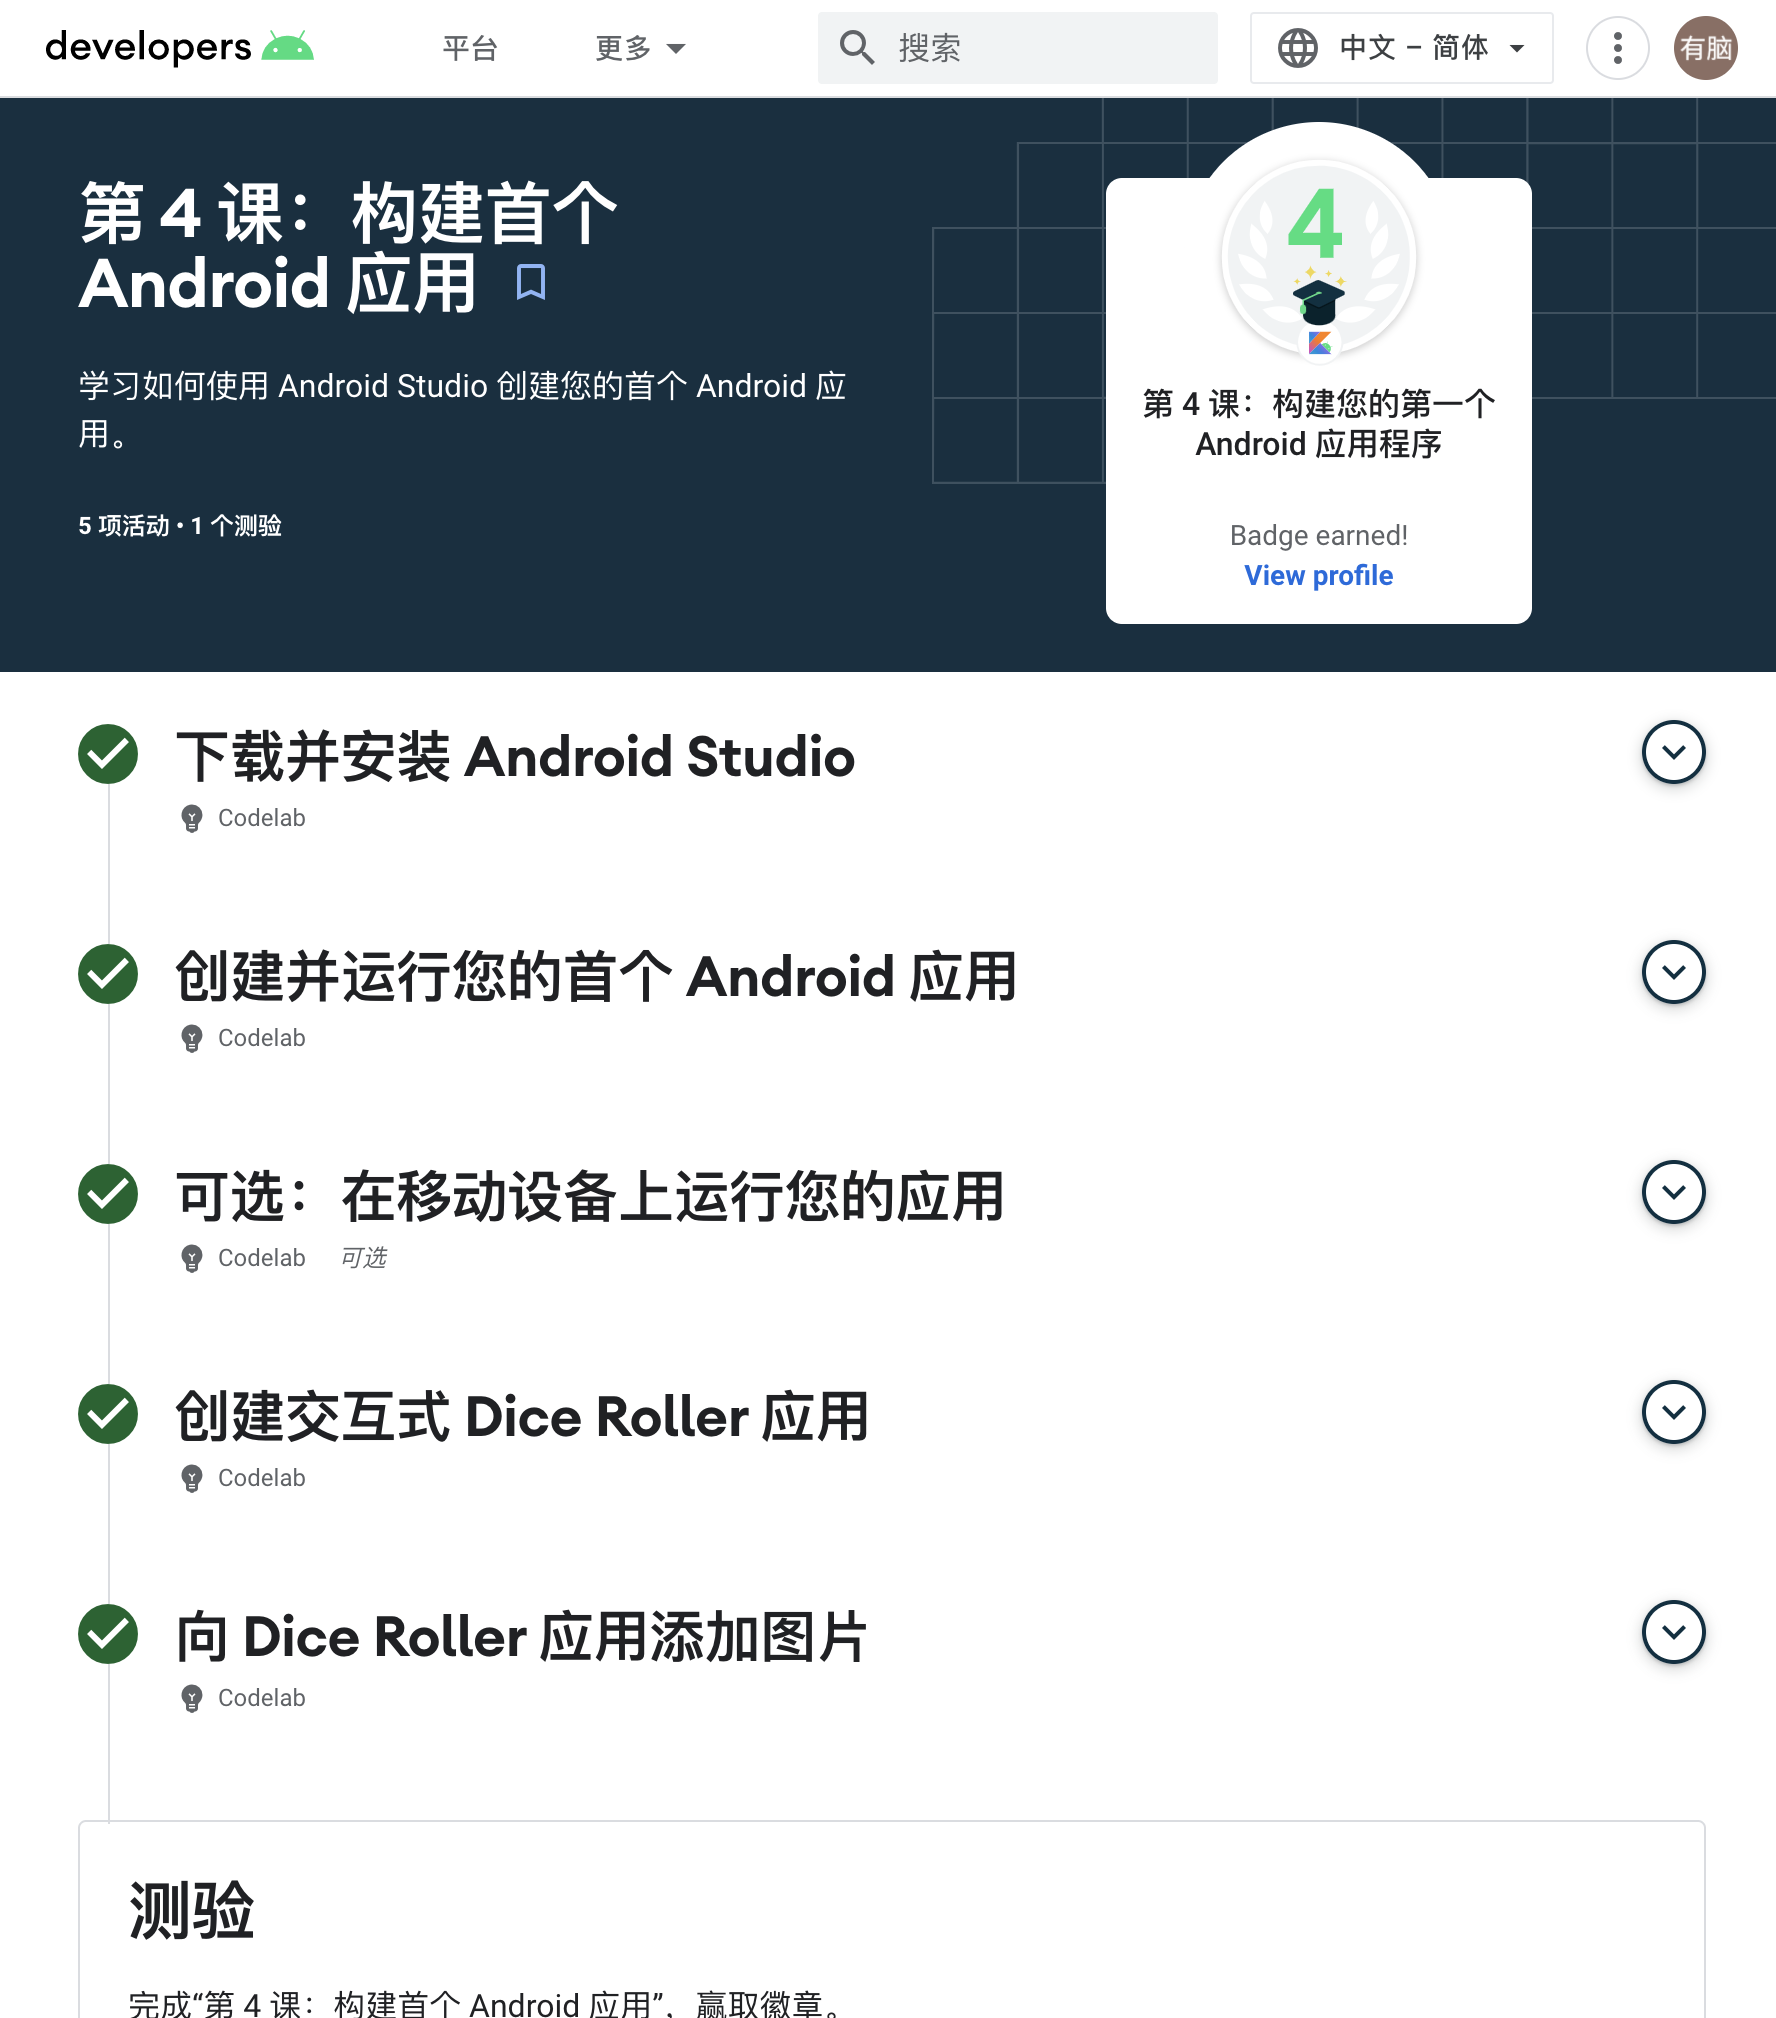 developers
平台
更多
搜索
中文 – 简体
有脑
第 4 课：构建首个
Android 应用
学习如何使用 Android Studio 创建您的首个 Android 应
用。
5 项活动 • 1 个测验
4
第 4 课：构建您的第一个
Android 应用程序
Badge earned!
View profile
下载并安装 Android Studio
Codelab
创建并运行您的首个 Android 应用
Codelab
可选：在移动设备上运行您的应用
Codelab 可选
创建交互式 Dice Roller 应用
Codelab
向 Dice Roller 应用添加图片
Codelab
测验
完成“第 4 课：构建首个 Android 应用”，赢取徽章。